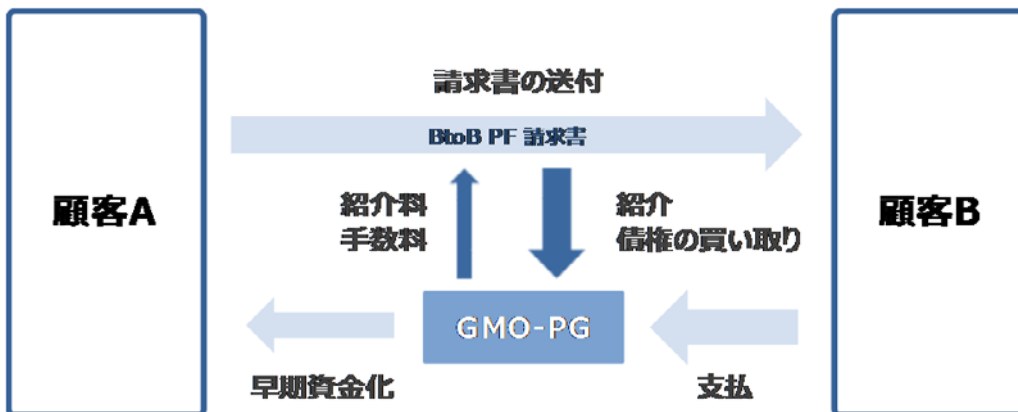 請求書の送付
BtoB PF 請求書
顧客A
紹介料
手数料
紹介
債権の買い取り
顧客B
GMO-PG
早期資金化
支払